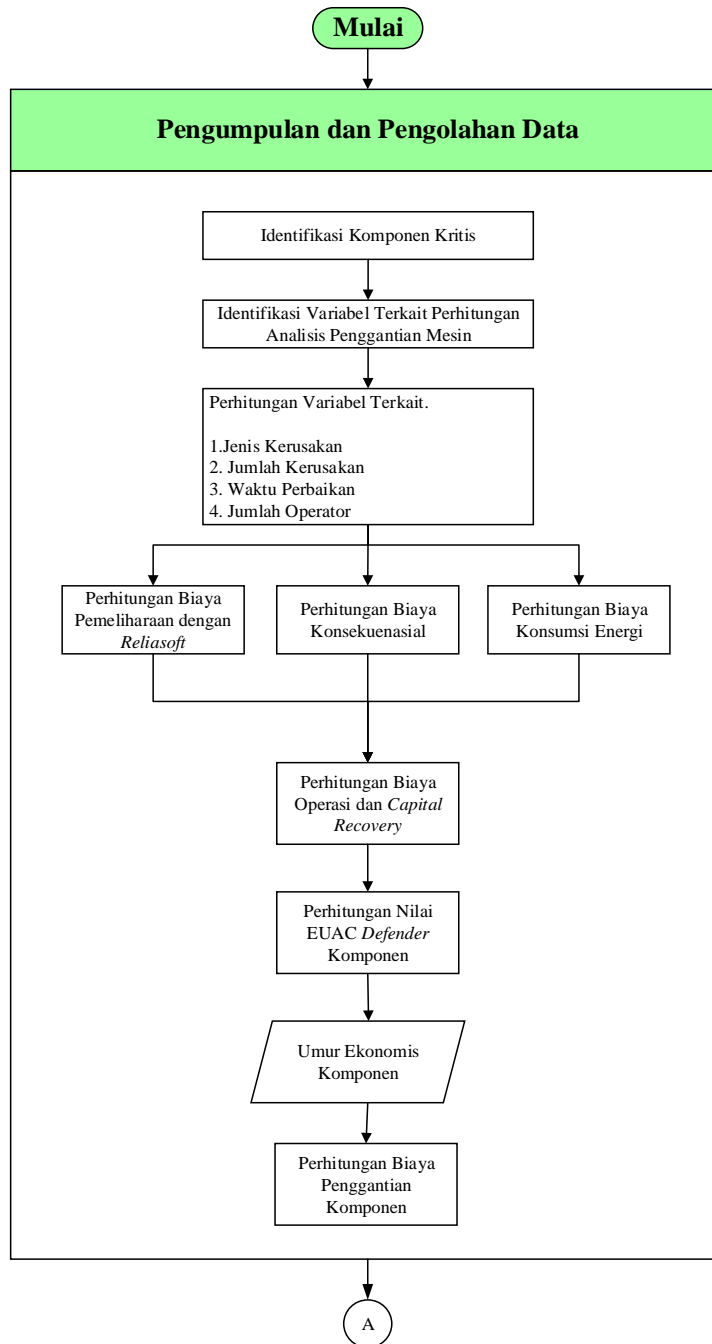 Mulai
Pengumpulan dan Pengolahan Data
Identifikasi Komponen Kritis
Identifikasi Variabel Terkait Perhitungan
Analisis Penggantian Mesin
Perhitungan Variabel Terkait.
1.Jenis Kerusakan
2. Jumlah Kerusakan
3. Waktu Perbaikan
4. Jumlah Operator
Perhitungan Biaya
Pemeliharaan dengan
Reliasoft
Perhitungan Biaya
Konsekuenasial
Perhitungan Biaya
Konsumsi Energi
Perhitungan Biaya
Operasi dan Capital
Recovery
Perhitungan Nilai
EUAC Defender
Komponen
Umur Ekonomis
Komponen
Perhitungan Biaya
Penggantian
Komponen
A